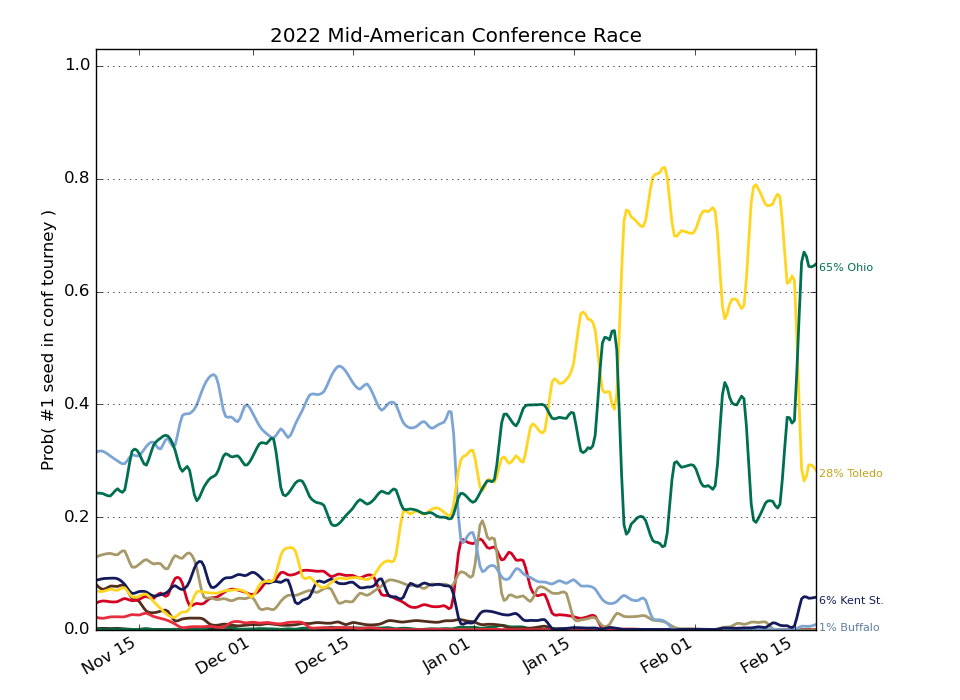 2022 Mid-American Conference Race
Prob( #1 seed in conf tourney )
1.0
0.8
0.6
0.4
0.2
0.0
65% Ohio
28% Toledo
6% Kent St.
1% Buffalo
Nov 15
Dec 01
Dec 15
Jan 01
Jan 15
Feb 01
Feb 15